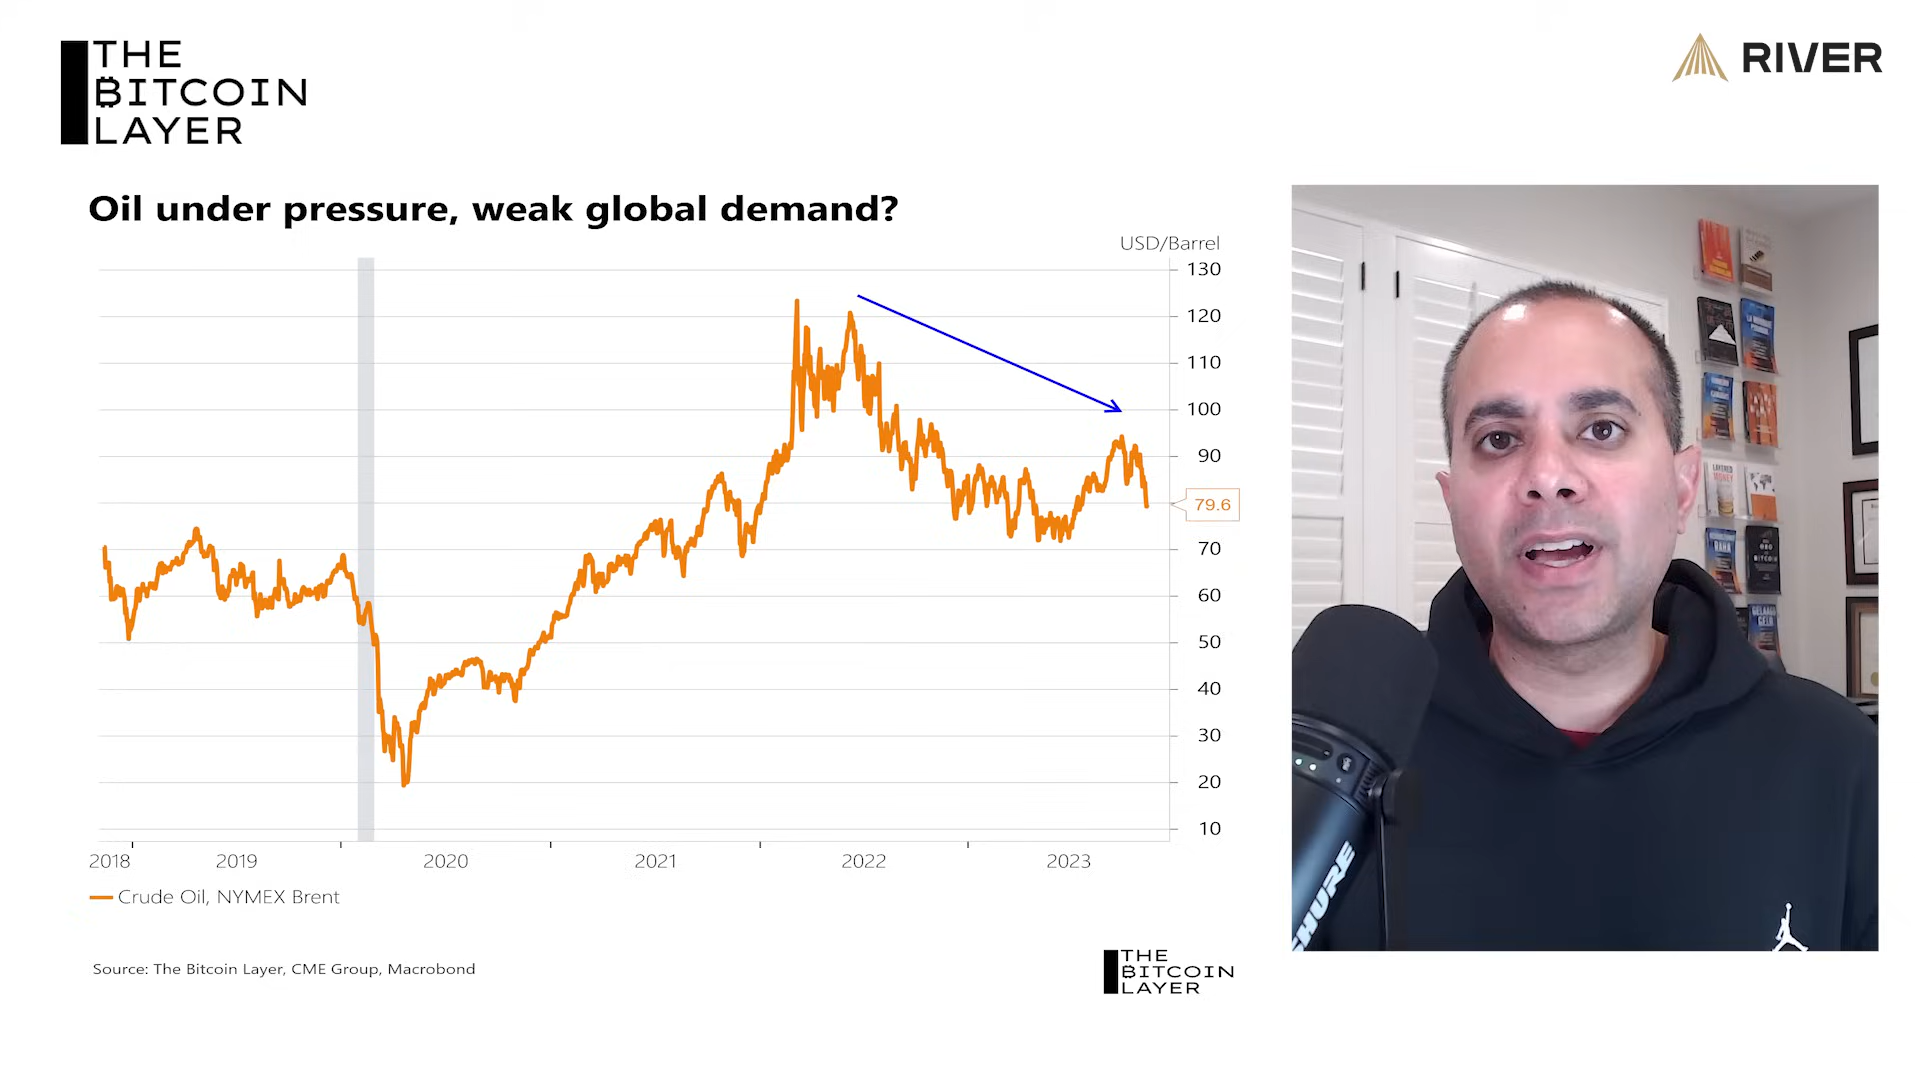 THE
BITCOIN
LAYER
RIVER
Oil under pressure, weak global demand?
USD/Barrel
130
120
110
100
90
79.6
70
60
50
40
30
20
10
2018 2019 2020 2021 2022 2023
Crude Oil, NYMEX Brent
Source: The Bitcoin Layer, CME Group, Macrobond
THE
BITCOIN
LAYER
LAYERED
MONEY
SHURE